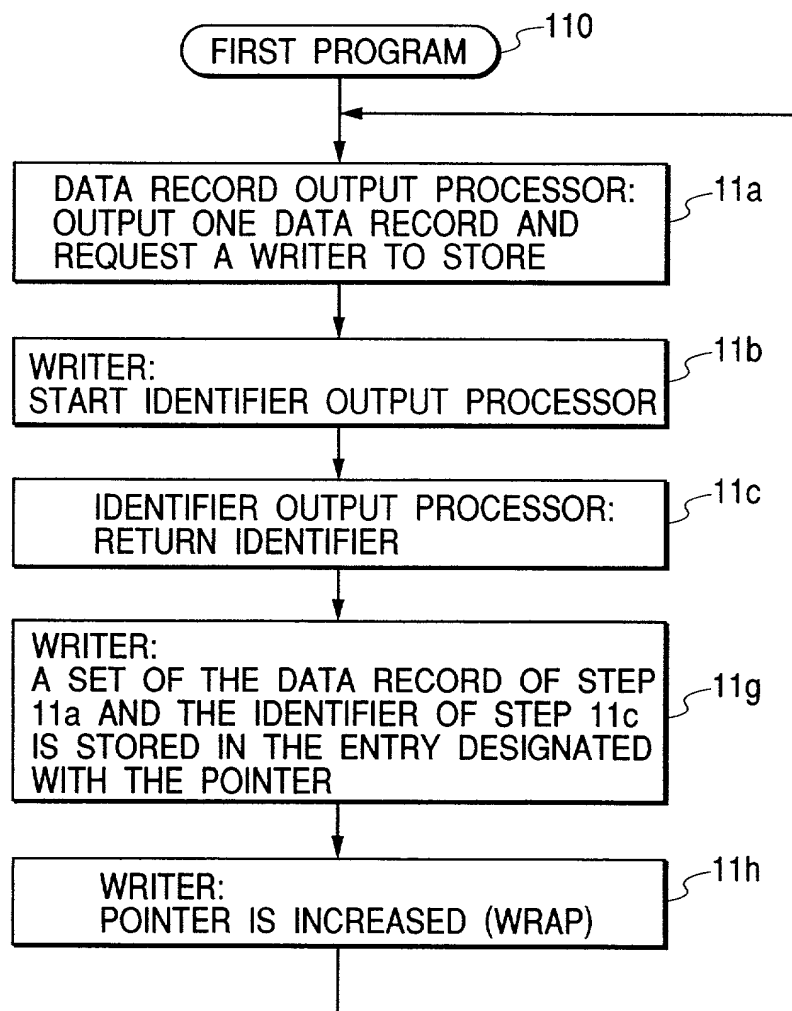 FIRST PROGRAM
110
DATA RECORD OUTPUT PROCESSOR:
OUTPUT ONE DATA RECORD AND
REQUEST A WRITER TO STORE
11a
WRITER:
START IDENTIFIER OUTPUT PROCESSOR
11b
IDENTIFIER OUTPUT PROCESSOR:
RETURN IDENTIFIER
11c
WRITER:
A SET OF THE DATA RECORD OF STEP
11a AND THE IDENTIFIER OF STEP 11c
IS STORED IN THE ENTRY DESIGNATED
WITH THE POINTER
11g
WRITER:
POINTER IS INCREASED (WRAP)
11h